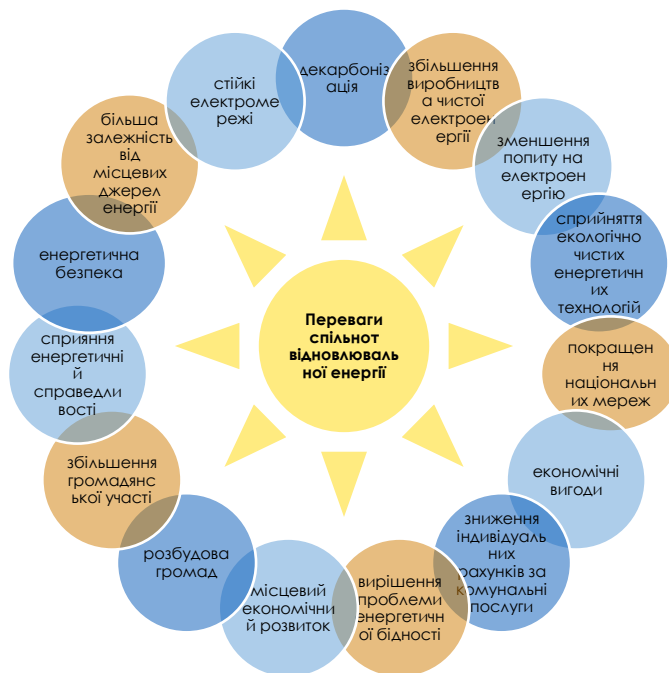 декарбоніз
ація
збільшення
виробництв
а чистої
електроен
ергії
зменшення
попиту на
електроен
ергію
сприйняття
екологічно
чистих
енергетичн
их
технологій
покращен
ня
національн
их мереж
економічні
вигоди
зниження
індивідуаль
них
рахунків за
комунальні
послуги
вирішення
проблеми
енергетичн
ої бідності
місцевий
економічни
й розвиток
розбудова
громад
збільшення
громадянс
ької участі
сприяння
енергетичні
й
справедли
вості
енергетична
безпека
більша
залежність
від
місцевих
джерел
енергії
стійкі
електроме
режі
Переваги
спільнот
відновлюваль
ної енергії